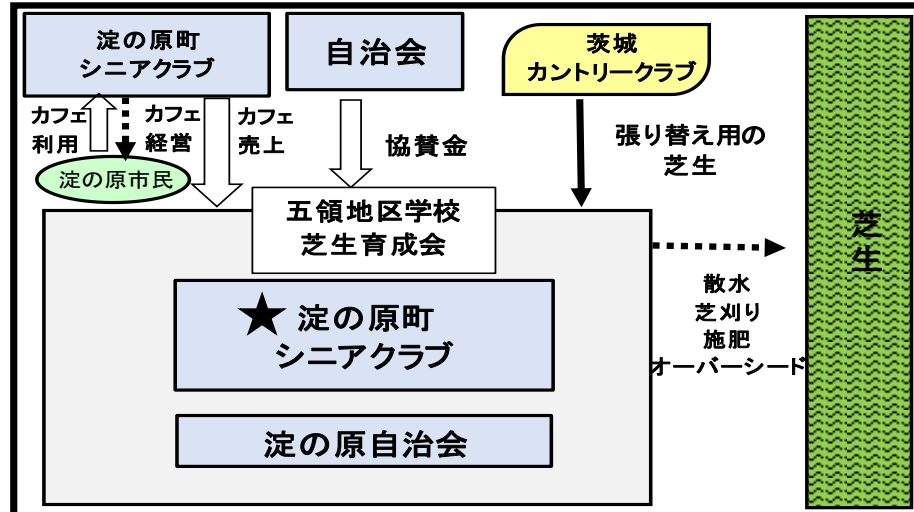 淀の原町
シニアクラブ
自治会
茨城
カントリークラブ
カフェ
利用
カフェ
経営
カフェ
売上
協賛金
張り替え用の
芝生
淀の原市民
五領地区学校
芝生育成会
★淀の原町
シニアクラブ
淀の原自治会
散水
芝刈り
施肥
オーバーシード
芝生